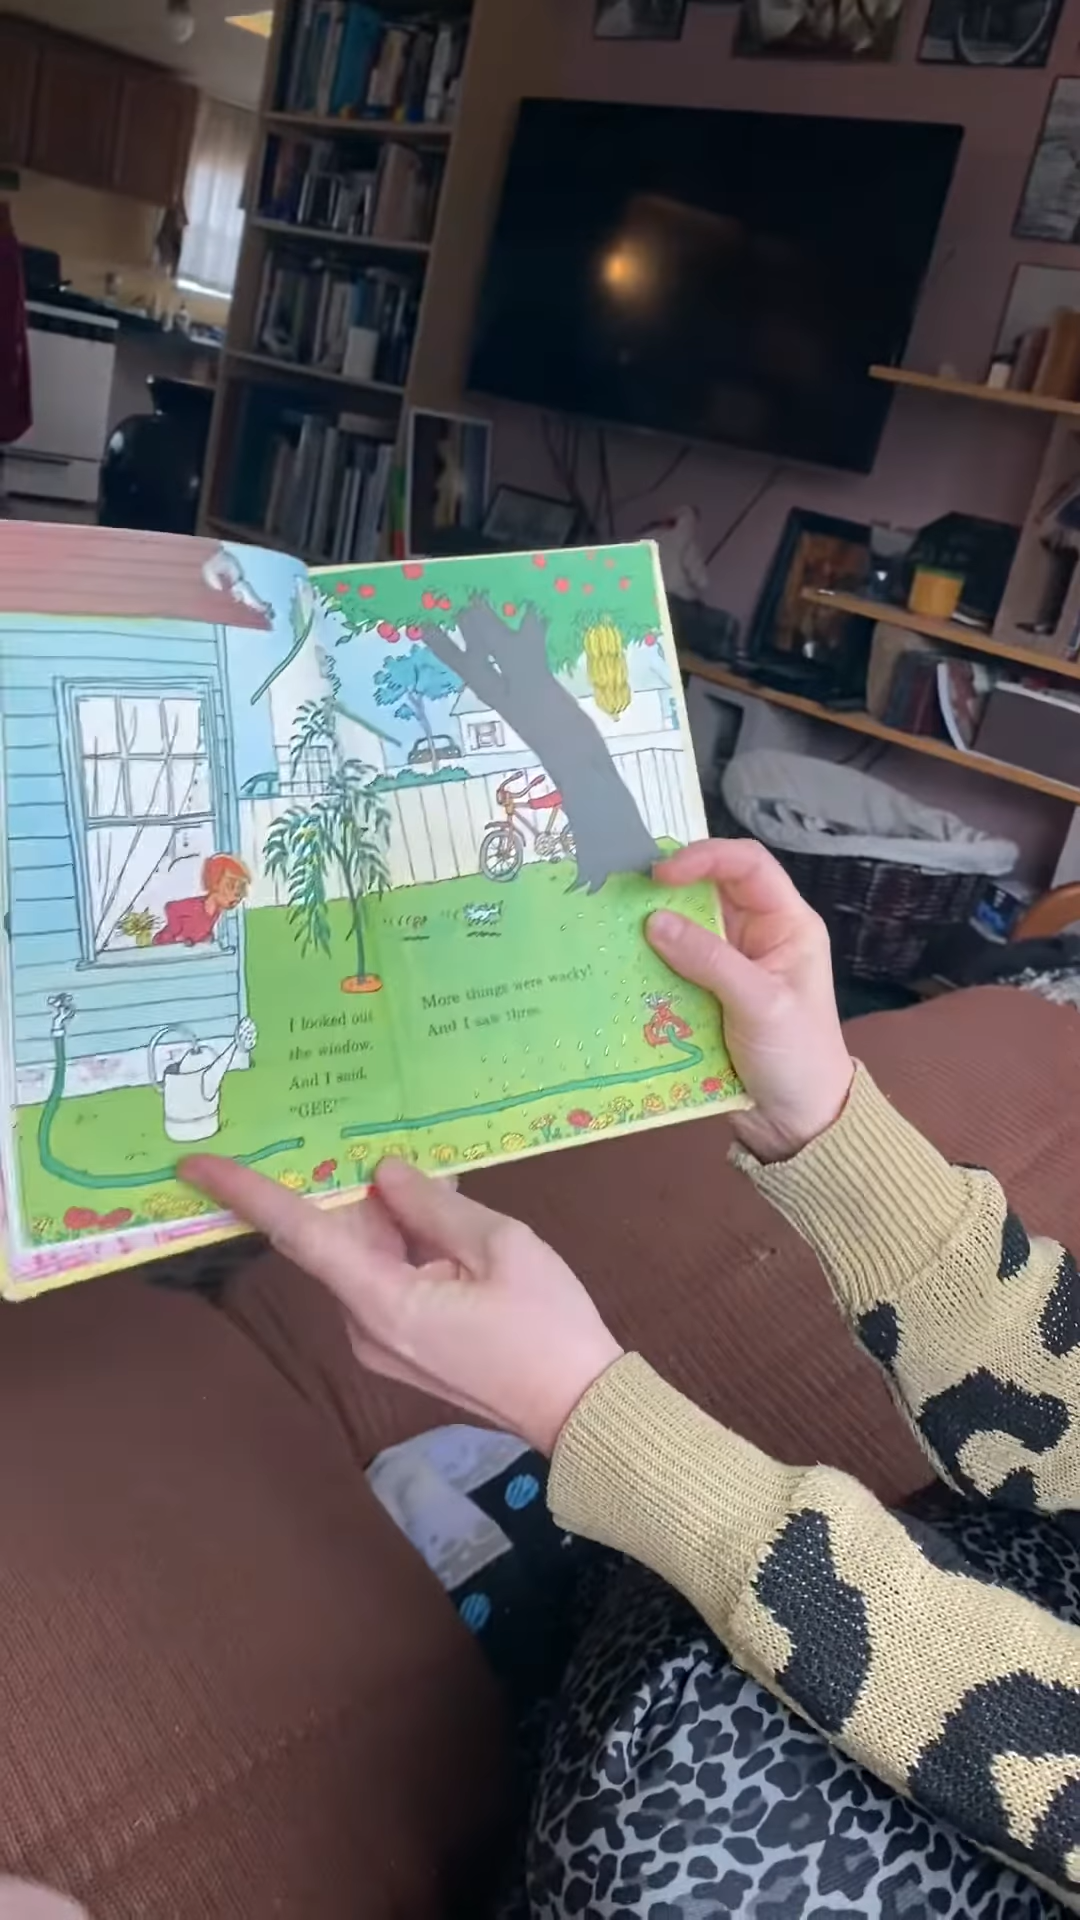 I looked out
the window.
And I said,
"GEE!"
More things were wacky!
And I saw three.